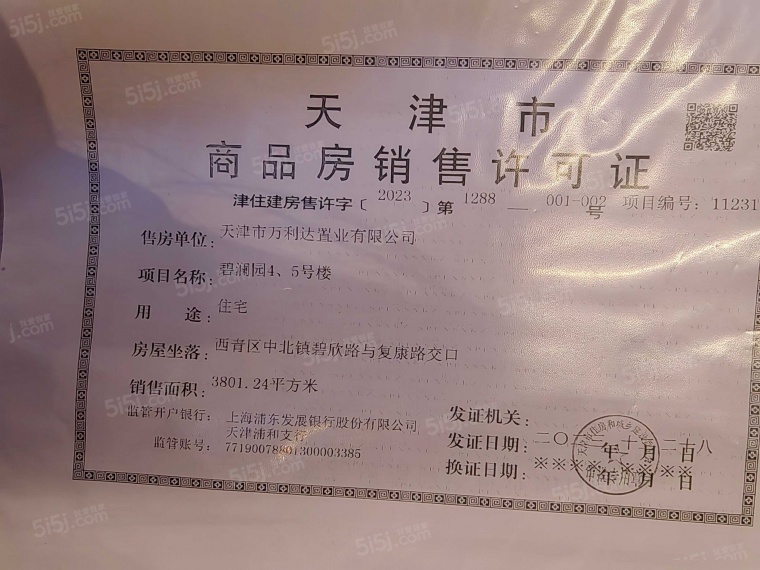 天津市
商品房销售许可证
津住建房售许字〔2023〕第1288—001-002号 项目编号：11231
售房单位：天津市万利达置业有限公司
项目名称：碧澜园4、5号楼
用途：住宅
房屋坐落：西青区中北镇碧欣路与复康路交口
销售面积：3801.24平方米
监管开户银行：上海浦东发展银行股份有限公司
天津浦和支行
监管账号：77190078801300003385
发证机关：
发证日期：二〇二 年十 月二十八日
换证日期：※※※※年※※月※※日
5i5j.com